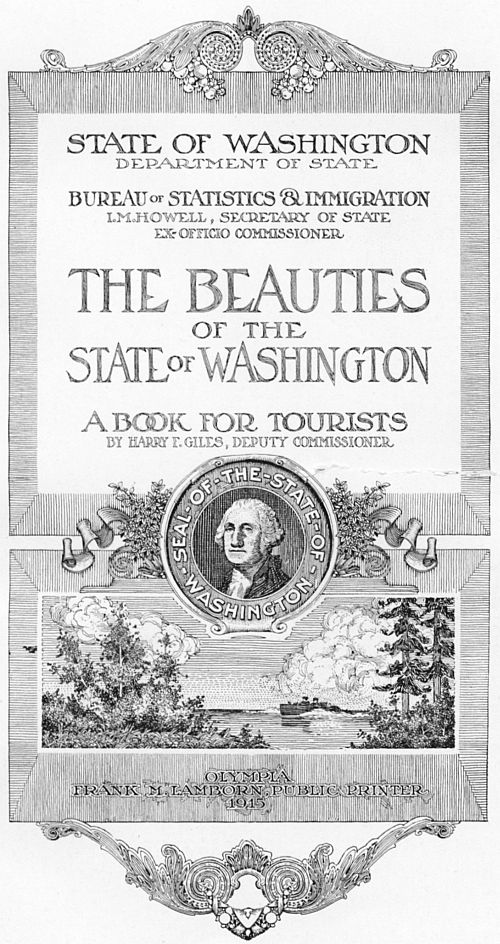 STATE OF WASHINGTON
DEPARTMENT OF STATE
BUREAU OF STATISTICS & IMMIGRATION
I.M. HOWELL, SECRETARY OF STATE
EX-OFFICIO COMMISSIONER
THE BEAUTIES
OF THE
STATE OF WASHINGTON
A BOOK FOR TOURISTS
BY HARRY F. GILES, DEPUTY COMMISSIONER
SEAL-OF-THE-STATE-OF-
-WASHINGTON-
OLYMPIA
FRANK M. LAMBORN, PUBLIC PRINTER
1915